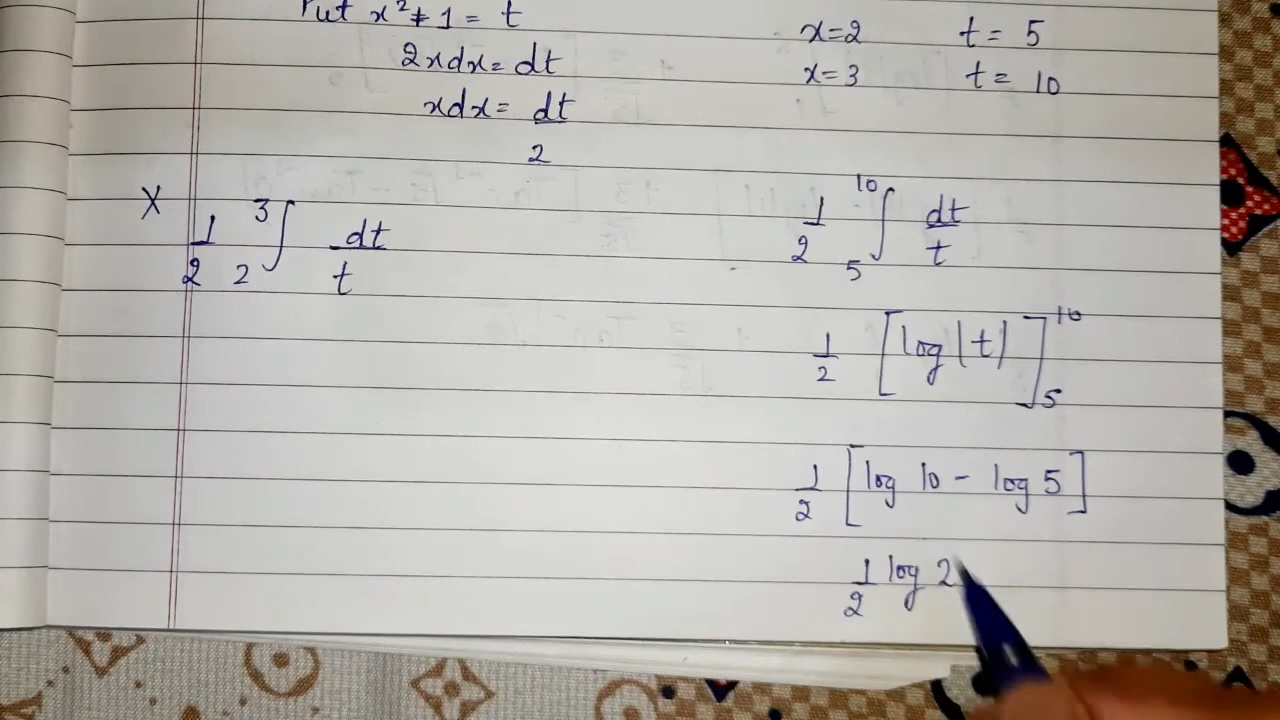 Put x² + 1 = t
2xdx = dt
xdx = dt/2
x=2 t = 5
x=3 t = 10
X 1/2 ₂³∫ dt/t
1/2 ₅¹⁰∫ dt/t
1/2 [log |t|]₅¹⁰
1/2 [log 10 - log 5]
1/2 log 2